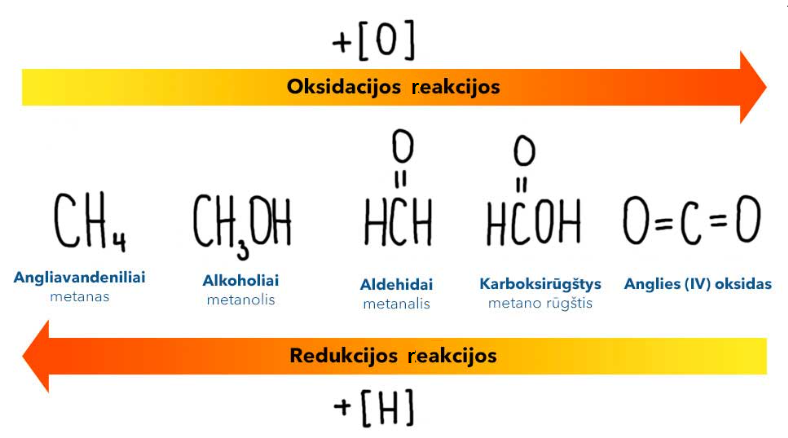 +[O]
Oksidacijos reakcijos
O O
|| ||
CH₄ CH₃OH HCH HCOH O=C=O
Angliavandeniliai Alkoholiai Aldehidai Karboksirūgštys Anglies (IV) oksidas
metanas metanolis metanalis metano rūgštis
Redukcijos reakcijos
+[H]